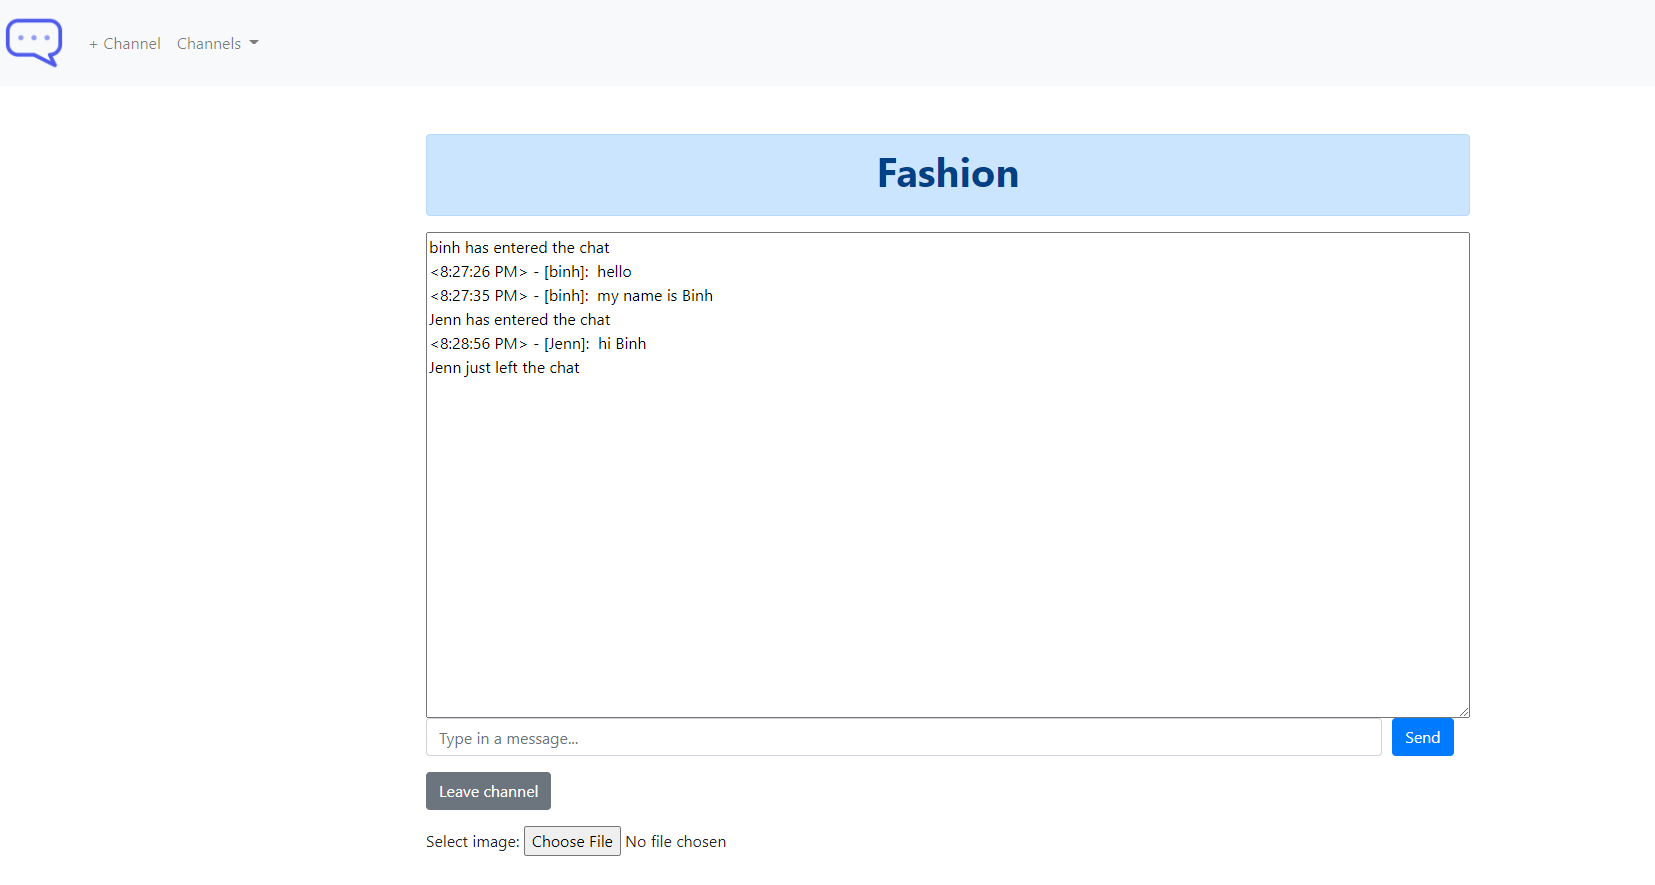 + Channel Channels
Fashion
binh has entered the chat
<8:27:26 PM> - [binh]:  hello
<8:27:35 PM> - [binh]:  my name is Binh
Jenn has entered the chat
<8:28:56 PM> - [Jenn]:  hi Binh
Jenn just left the chat
Type in a message... Send
Leave channel
Select image: Choose File No file chosen